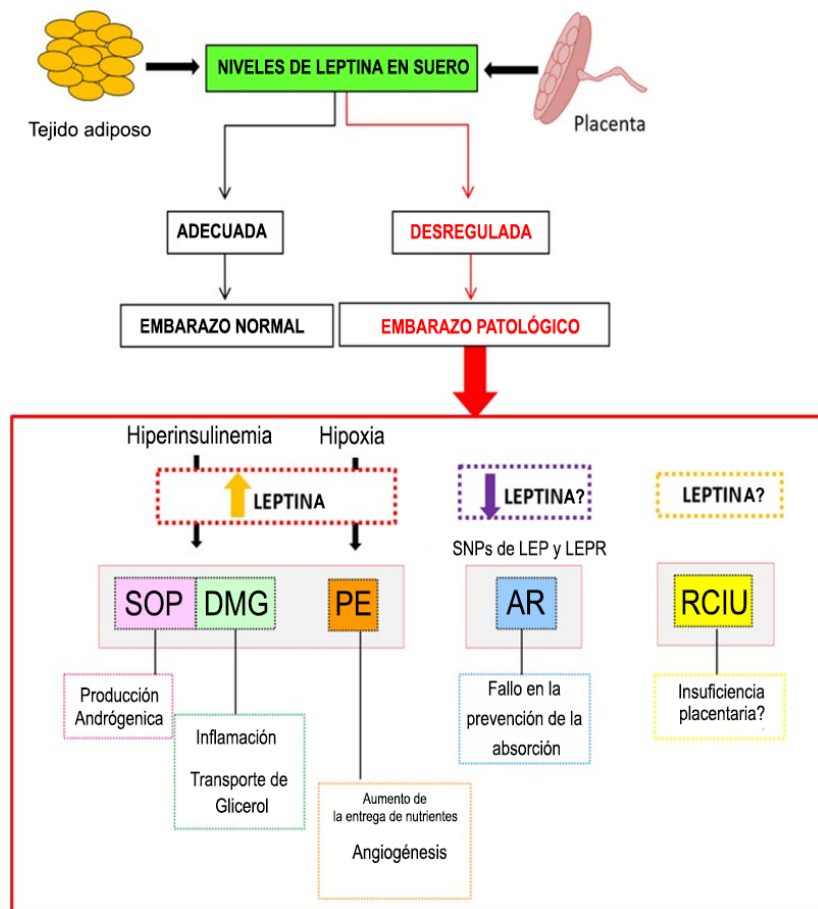 NIVELES DE LEPTINA EN SUERO
Tejido adiposo
Placenta
ADECUADA
DESREGULADA
EMBARAZO NORMAL
EMBARAZO PATOLÓGICO
Hiperinsulinemia
Hipoxia
LEPTINA
LEPTINA?
LEPTINA?
SNPs de LEP y LEPR
SOP
DMG
PE
AR
RCIU
Producción
Andrógenica
Inflamación
Transporte de
Glicerol
Aumento de
la entrega de nutrientes
Angiogénesis
Fallo en la
prevención de la
absorción
Insuficiencia
placentaria?